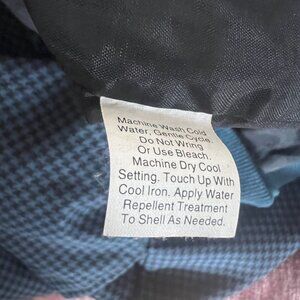 Machine Wash Cold
Water, Gentle Cycle.
Do Not Wring
Or Use Bleach.
Machine Dry Cool
Setting. Touch Up With
Cool Iron. Apply Water
Repellent Treatment
To Shell As Needed.